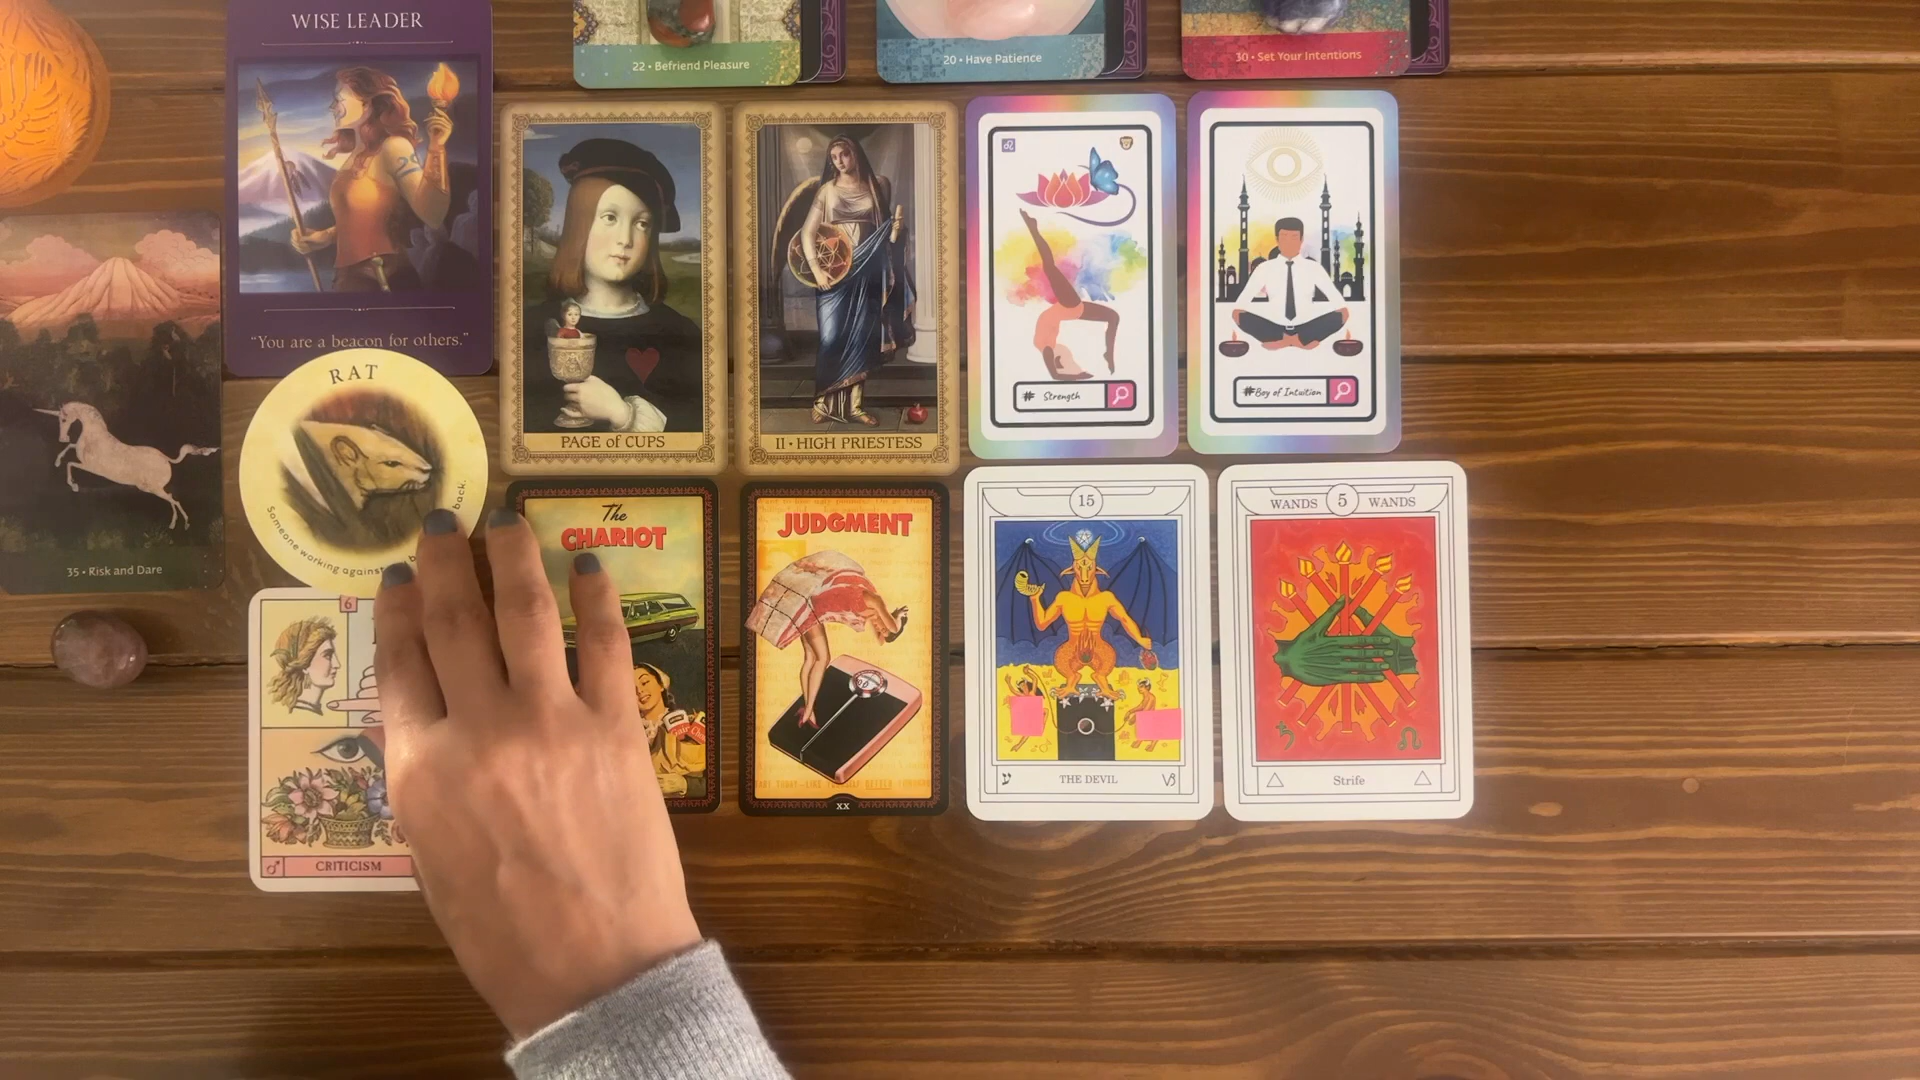 WISE LEADER
"You are a beacon for others."
22 • Befriend Pleasure
20 • Have Patience
30 • Set Your Intentions
35 • Risk and Dare
RAT
Someone working against
back.
PAGE of CUPS
II • HIGH PRIESTESS
# Strength
#Boy of Intuition
The
CHARIOT
JUDGMENT
XX
15
THE DEVIL
WANDS 5 WANDS
Strife
6
CRITICISM